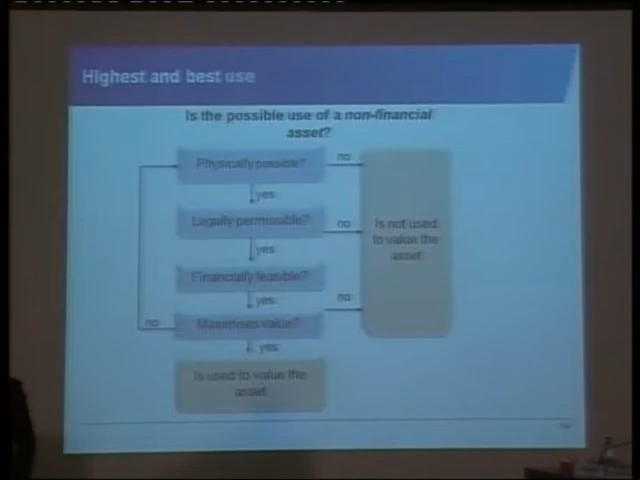 Highest and best use
Is the possible use of a non-financial
asset?
Physically possible?
no
yes
Legally permissible?
no
yes
Is not used
to value the
asset
Financially feasible?
yes
no
Maximises value?
no
yes
Is used to value the
asset